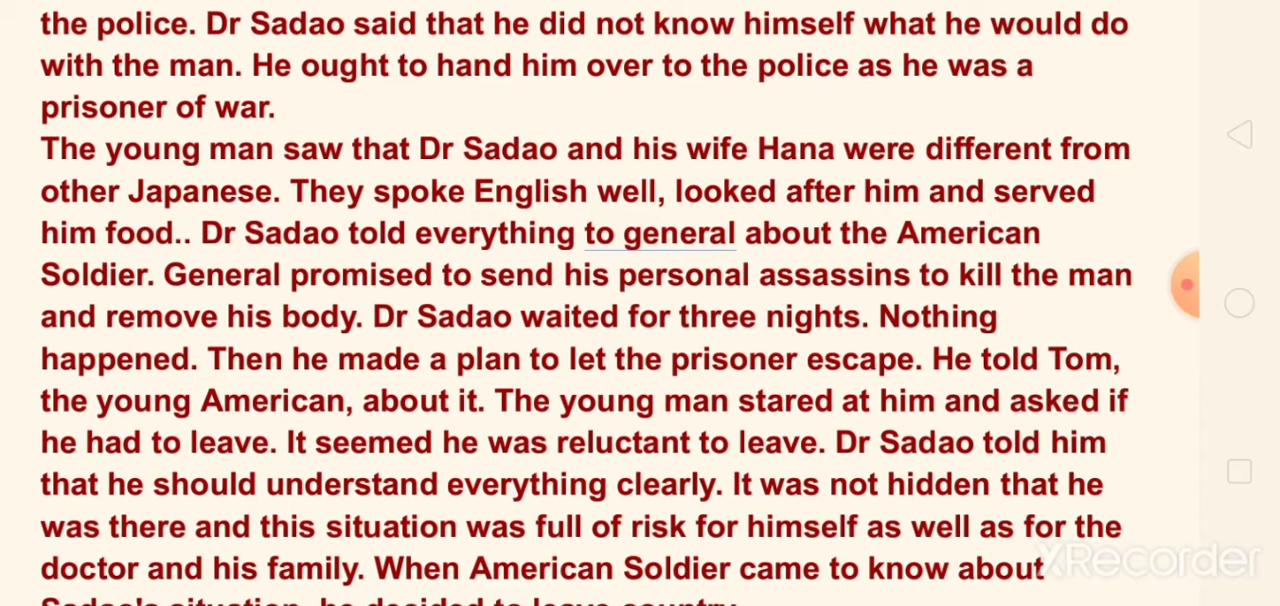 the police. Dr Sadao said that he did not know himself what he would do
with the man. He ought to hand him over to the police as he was a
prisoner of war.
The young man saw that Dr Sadao and his wife Hana were different from
other Japanese. They spoke English well, looked after him and served
him food.. Dr Sadao told everything to general about the American
Soldier. General promised to send his personal assassins to kill the man
and remove his body. Dr Sadao waited for three nights. Nothing
happened. Then he made a plan to let the prisoner escape. He told Tom,
the young American, about it. The young man stared at him and asked if
he had to leave. It seemed he was reluctant to leave. Dr Sadao told him
that he should understand everything clearly. It was not hidden that he
was there and this situation was full of risk for himself as well as for the
doctor and his family. When American Soldier came to know about
XRecorder
Sadao's situation, he decided to leave country